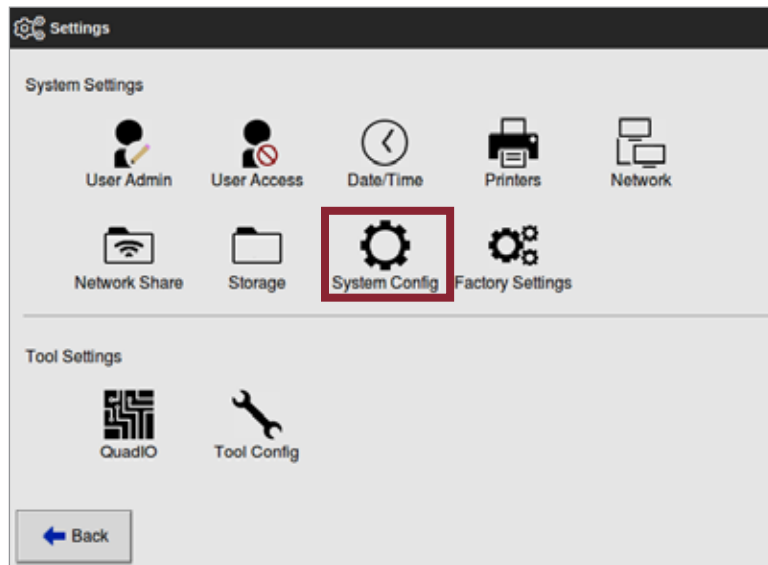 Settings
System Settings
User Admin User Access Date/Time Printers Network
Network Share Storage System Config Factory Settings
Tool Settings
QuadIO Tool Config
Back